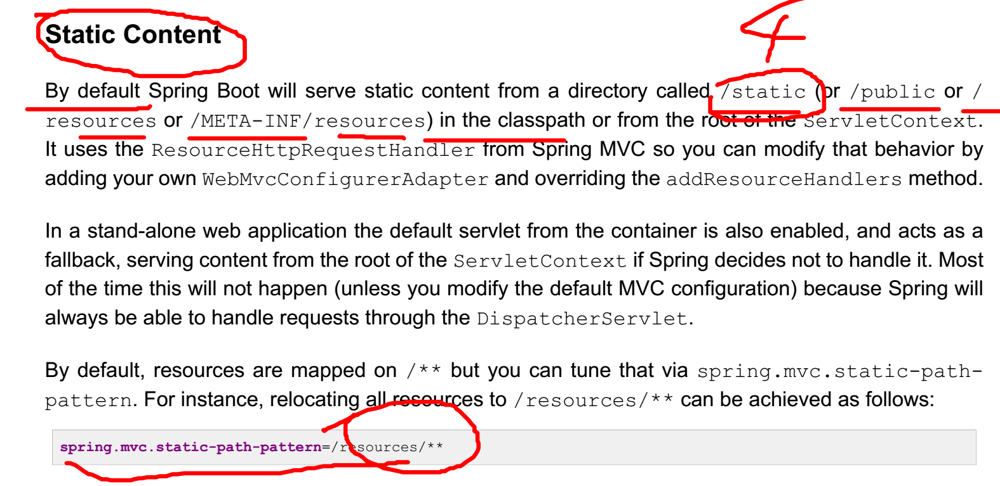 Static Content
4
By default Spring Boot will serve static content from a directory called /static (or /public or /
resources or /META-INF/resources) in the classpath or from the root of the ServletContext.
It uses the ResourceHttpRequestHandler from Spring MVC so you can modify that behavior by
adding your own WebMvcConfigurerAdapter and overriding the addResourceHandlers method.
In a stand-alone web application the default servlet from the container is also enabled, and acts as a
fallback, serving content from the root of the ServletContext if Spring decides not to handle it. Most
of the time this will not happen (unless you modify the default MVC configuration) because Spring will
always be able to handle requests through the DispatcherServlet.
By default, resources are mapped on /** but you can tune that via spring.mvc.static-path-
pattern. For instance, relocating all resources to /resources/** can be achieved as follows:
spring.mvc.static-path-pattern=/resources/**